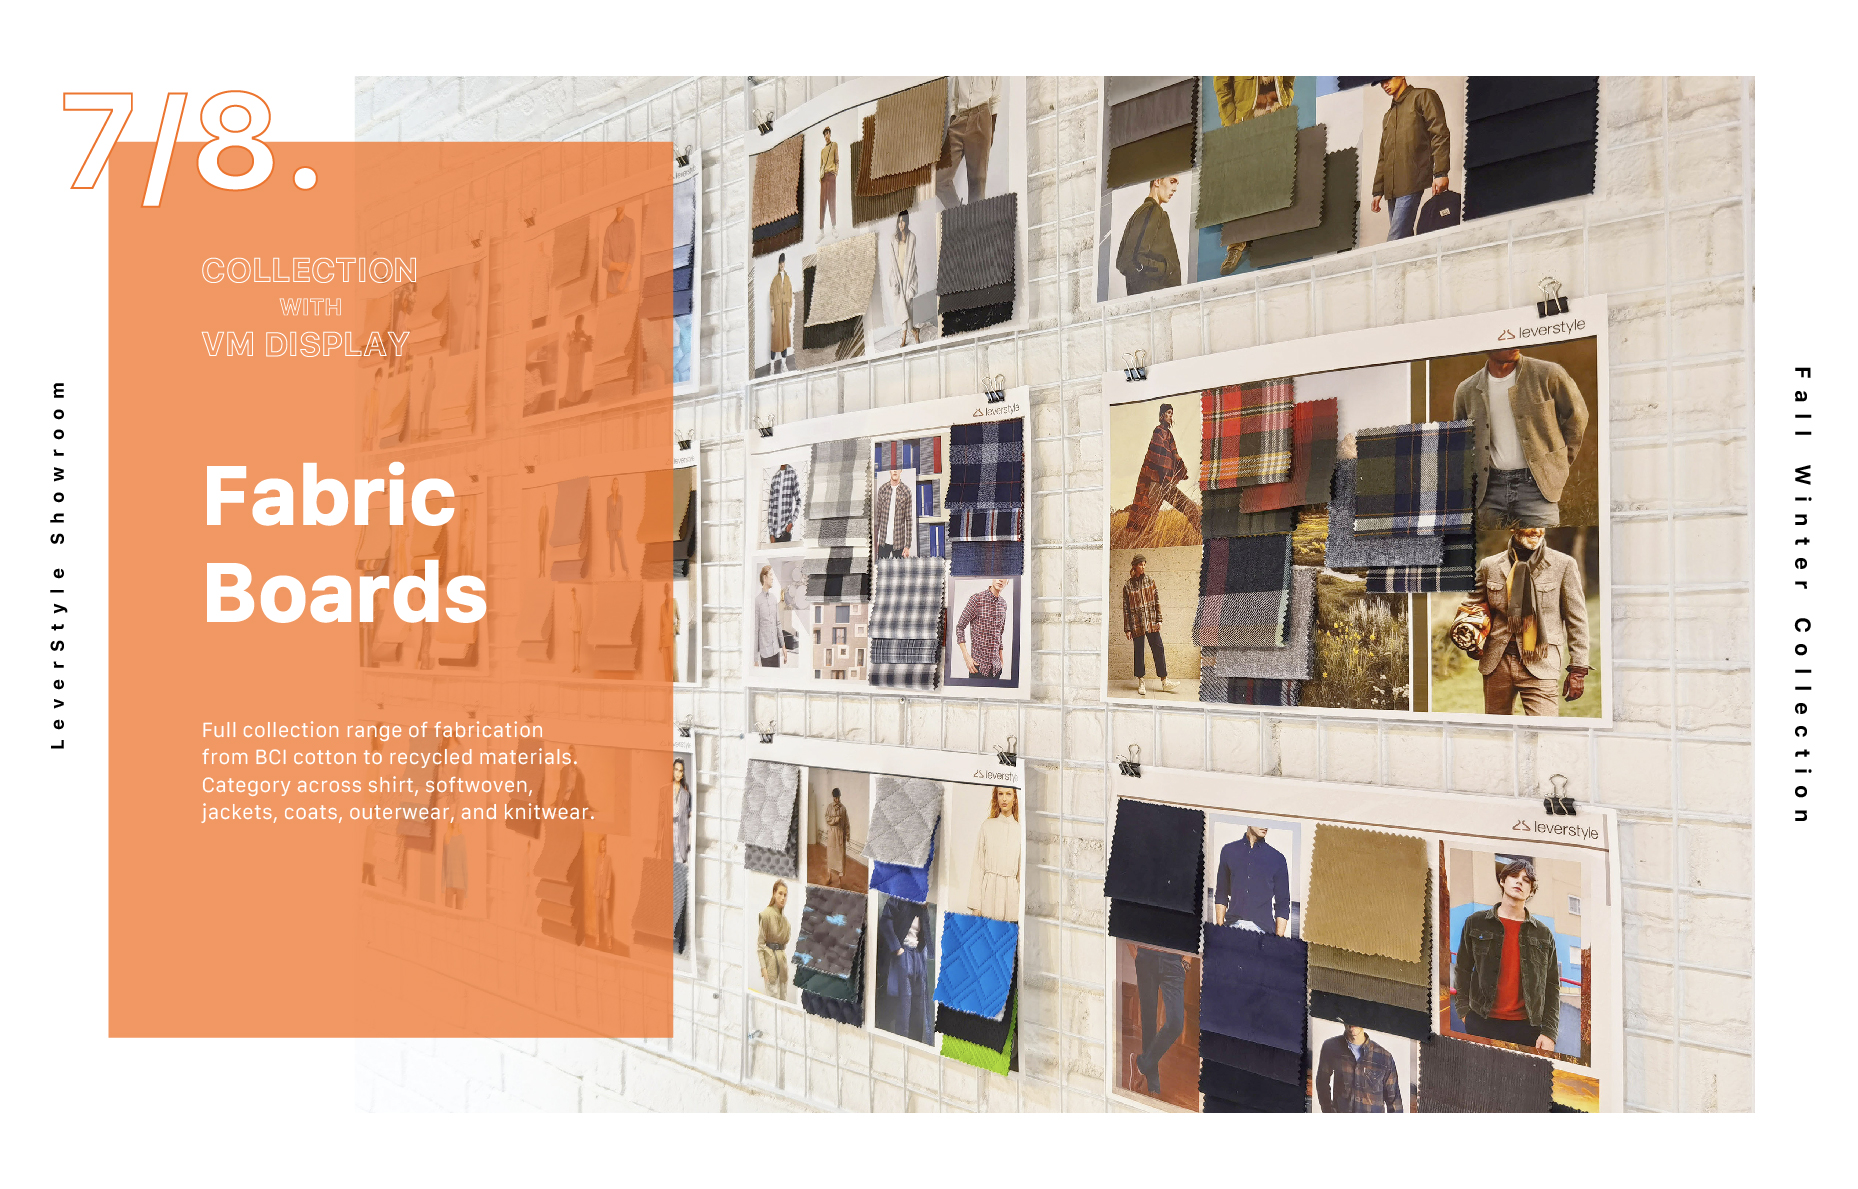 7/8.
COLLECTION
WITH
VM DISPLAY
Fabric
Boards
Full collection range of fabrication
from BCI cotton to recycled materials.
Category across shirt, softwoven,
jackets, coats, outerwear, and knitwear.
LeverStyle Showroom
Fall Winter Collection
leverstyle
leverstyle
leverstyle
leverstyle